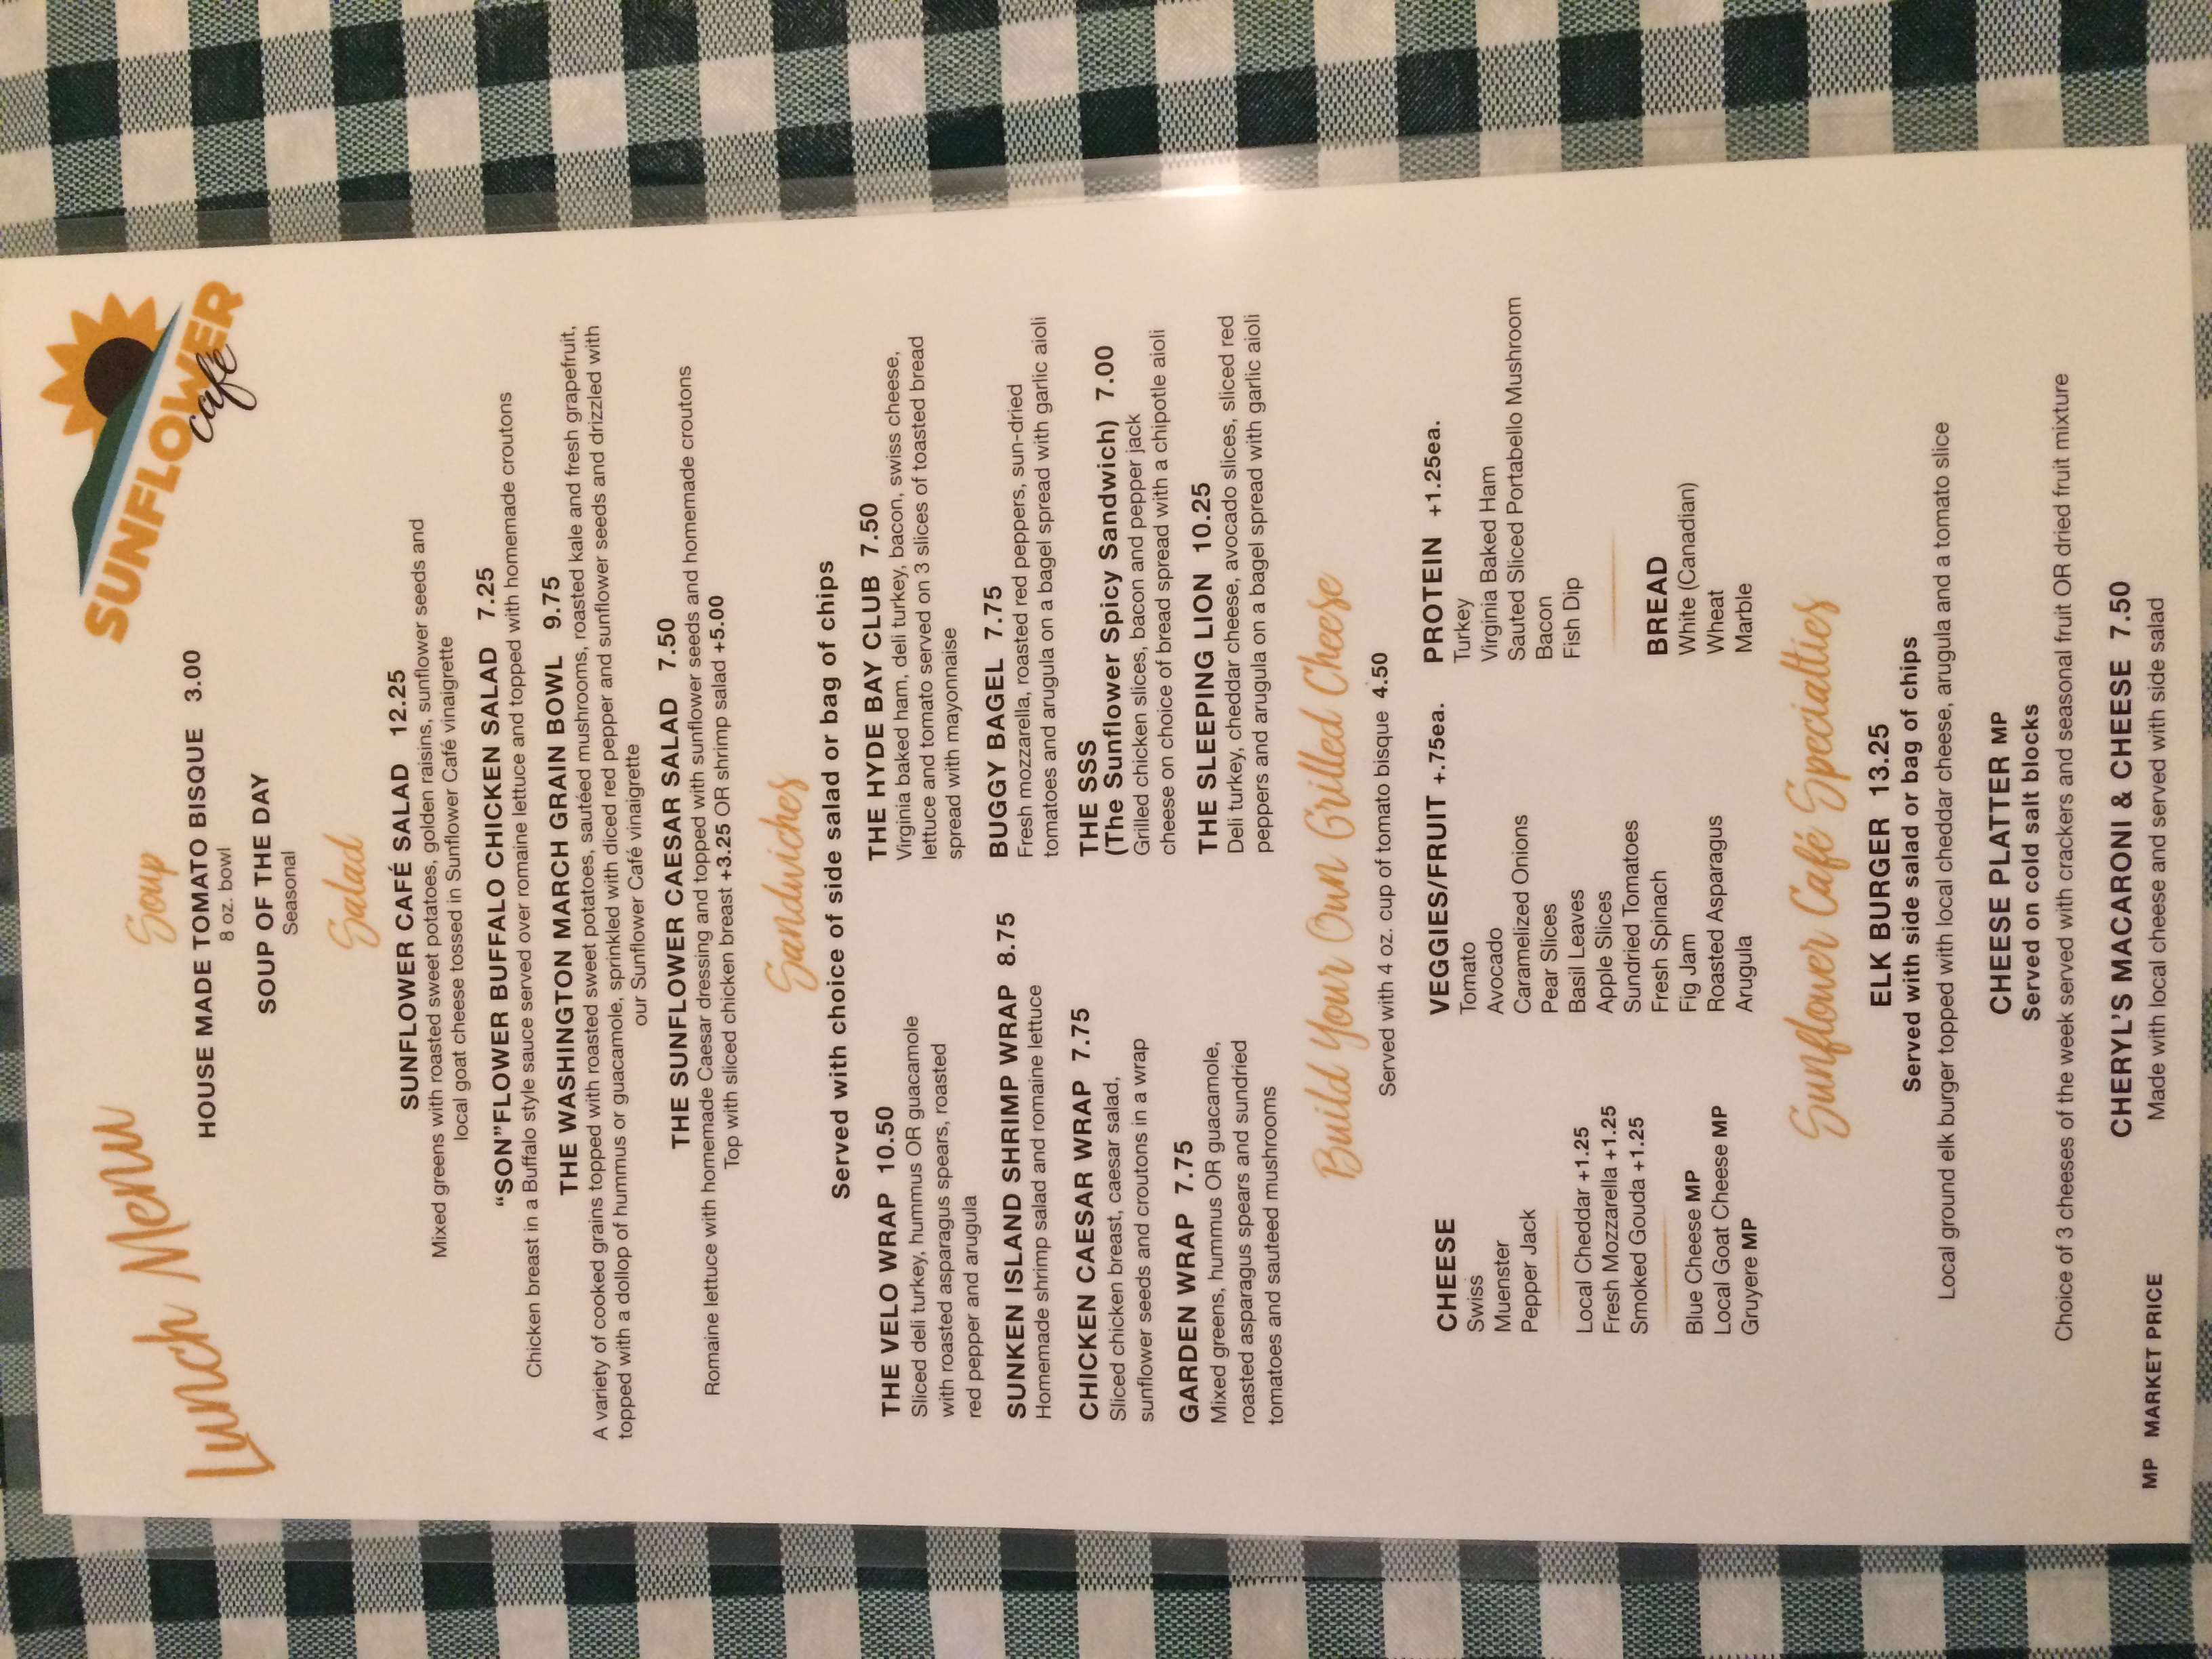 Lunch Menu
SUNFLOWER
café
Soup
HOUSE MADE TOMATO BISQUE 3.00
8 oz. bowl
SOUP OF THE DAY
Seasonal
Salad
SUNFLOWER CAFÉ SALAD 12.25
Mixed greens with roasted sweet potatoes, golden raisins, sunflower seeds and
local goat cheese tossed in Sunflower Café vinaigrette
“SON”FLOWER BUFFALO CHICKEN SALAD 7.25
Chicken breast in a Buffalo style sauce served over romaine lettuce and topped with homemade croutons
THE WASHINGTON MARCH GRAIN BOWL 9.75
A variety of cooked grains topped with roasted sweet potatoes, sautéed mushrooms, roasted kale and fresh grapefruit,
topped with a dollop of hummus or guacamole, sprinkled with diced red pepper and sunflower seeds and drizzled with
our Sunflower Café vinaigrette
THE SUNFLOWER CAESAR SALAD 7.50
Romaine lettuce with homemade Caesar dressing and topped with sunflower seeds and homemade croutons
Top with sliced chicken breast +3.25 OR shrimp salad +5.00
Sandwiches
Served with choice of side salad or bag of chips
THE VELO WRAP 10.50
Sliced deli turkey, hummus OR guacamole
with roasted asparagus spears, roasted
red pepper and arugula
SUNKEN ISLAND SHRIMP WRAP 8.75
Homemade shrimp salad and romaine lettuce
CHICKEN CAESAR WRAP 7.75
Sliced chicken breast, caesar salad,
sunflower seeds and croutons in a wrap
GARDEN WRAP 7.75
Mixed greens, hummus OR guacamole,
roasted asparagus spears and sundried
tomatoes and sauteed mushrooms
THE HYDE BAY CLUB 7.50
Virginia baked ham, deli turkey, bacon, swiss cheese,
lettuce and tomato served on 3 slices of toasted bread
spread with mayonnaise
BUGGY BAGEL 7.75
Fresh mozzarella, roasted red peppers, sun-dried
tomatoes and arugula on a bagel spread with garlic aioli
THE SSS
(The Sunflower Spicy Sandwich) 7.00
Grilled chicken slices, bacon and pepper jack
cheese on choice of bread spread with a chipotle aioli
THE SLEEPING LION 10.25
Deli turkey, cheddar cheese, avocado slices, sliced red
peppers and arugula on a bagel spread with garlic aioli
Build Your Own Grilled Cheese
Served with 4 oz. cup of tomato bisque 4.50
CHEESE
Swiss
Muenster
Pepper Jack
Local Cheddar +1.25
Fresh Mozzarella +1.25
Smoked Gouda +1.25
Blue Cheese MP
Local Goat Cheese MP
Gruyere MP
VEGGIES/FRUIT +.75ea.
Tomato
Avocado
Caramelized Onions
Pear Slices
Basil Leaves
Apple Slices
Sundried Tomatoes
Fresh Spinach
Fig Jam
Roasted Asparagus
Arugula
PROTEIN +1.25ea.
Turkey
Virginia Baked Ham
Sauted Sliced Portabello Mushroom
Bacon
Fish Dip
BREAD
White (Canadian)
Wheat
Marble
Sunflower Café Specialties
ELK BURGER 13.25
Served with side salad or bag of chips
Local ground elk burger topped with local cheddar cheese, arugula and a tomato slice
CHEESE PLATTER MP
Served on cold salt blocks
Choice of 3 cheeses of the week served with crackers and seasonal fruit OR dried fruit mixture
CHERYL'S MACARONI & CHEESE 7.50
Made with local cheese and served with side salad
MP MARKET PRICE